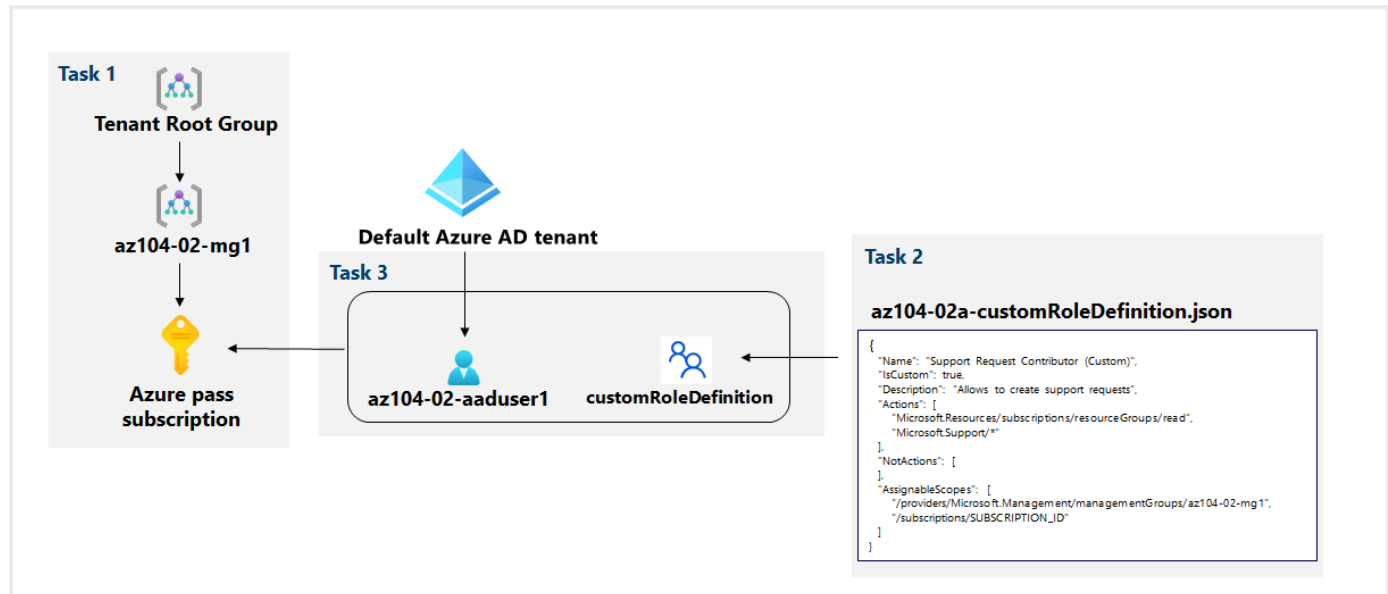 Task 1
Tenant Root Group
az104-02-mg1
Azure pass
subscription
Default Azure AD tenant
Task 3
az104-02-aaduser1
customRoleDefinition
Task 2
az104-02a-customRoleDefinition.json
{
"Name": "Support Request Contributor (Custom)",
"IsCustom": true,
"Description": "Allows to create support requests",
"Actions": [
"Microsoft.Resources/subscriptions/resourceGroups/read",
"Microsoft.Support/*"
],
"NotActions": [
],
"AssignableScopes": [
"/providers/Microsoft.Management/managementGroups/az104-02-mg1",
"/subscriptions/SUBSCRIPTION_ID"
]
}